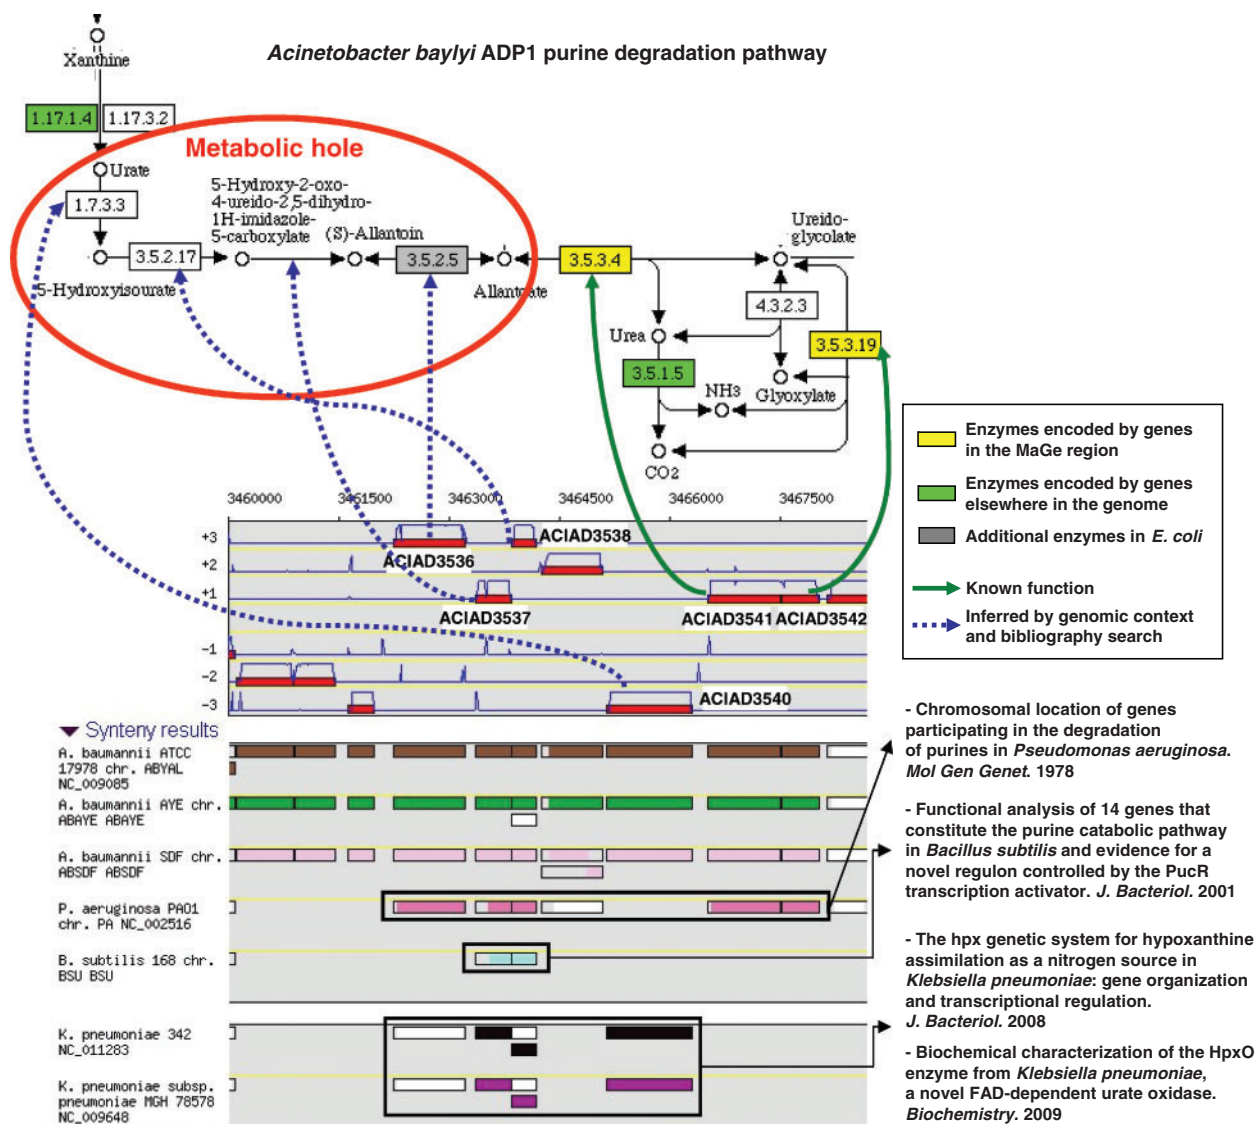 Acinetobacter baylyi ADP1 purine degradation pathway
Xanthine
1.17.1.4
1.17.3.2
Metabolic hole
Urate
1.7.3.3
5-Hydroxy-2-oxo-
4-ureido-2,5-dihydro-
1H-imidazole-
5-carboxylate
(S)-Allantoin
3.5.2.17
3.5.2.5
5-Hydroxyisourate
Allantoate
3.5.3.4
Ureido-
glycolate
4.3.2.3
Urea
3.5.3.19
3.5.1.5
NH3
Glyoxylate
CO2
Enzymes encoded by genes
in the MaGe region
Enzymes encoded by genes
elsewhere in the genome
Additional enzymes in E. coli
Known function
Inferred by genomic context
and bibliography search
3460000 3461500 3463000 3464500 3466000 3467500
+3
ACIAD3538
ACIAD3536
+2
+1
ACIAD3537
ACIAD3541
ACIAD3542
-1
-2
-3
ACIAD3540
Synteny results
A. baumannii ATCC
17978 chr. ABYAL
NC_009085
A. baumannii AYE chr.
ABAYE ABAYE
A. baumannii SDF chr.
ABSDF ABSDF
P. aeruginosa PAO1
chr. PA NC_002516
B. subtilis 168 chr.
BSU BSU
K. pneumoniae 342
NC_011283
K. pneumoniae subsp.
pneumoniae MGH 78578
NC_009648
- Chromosomal location of genes
participating in the degradation
of purines in Pseudomonas aeruginosa.
Mol Gen Genet. 1978
- Functional analysis of 14 genes that
constitute the purine catabolic pathway
in Bacillus subtilis and evidence for a
novel regulon controlled by the PucR
transcription activator. J. Bacteriol. 2001
- The hpx genetic system for hypoxanthine
assimilation as a nitrogen source in
Klebsiella pneumoniae: gene organization
and transcriptional regulation.
J. Bacteriol. 2008
- Biochemical characterization of the HpxO
enzyme from Klebsiella pneumoniae,
a novel FAD-dependent urate oxidase.
Biochemistry. 2009